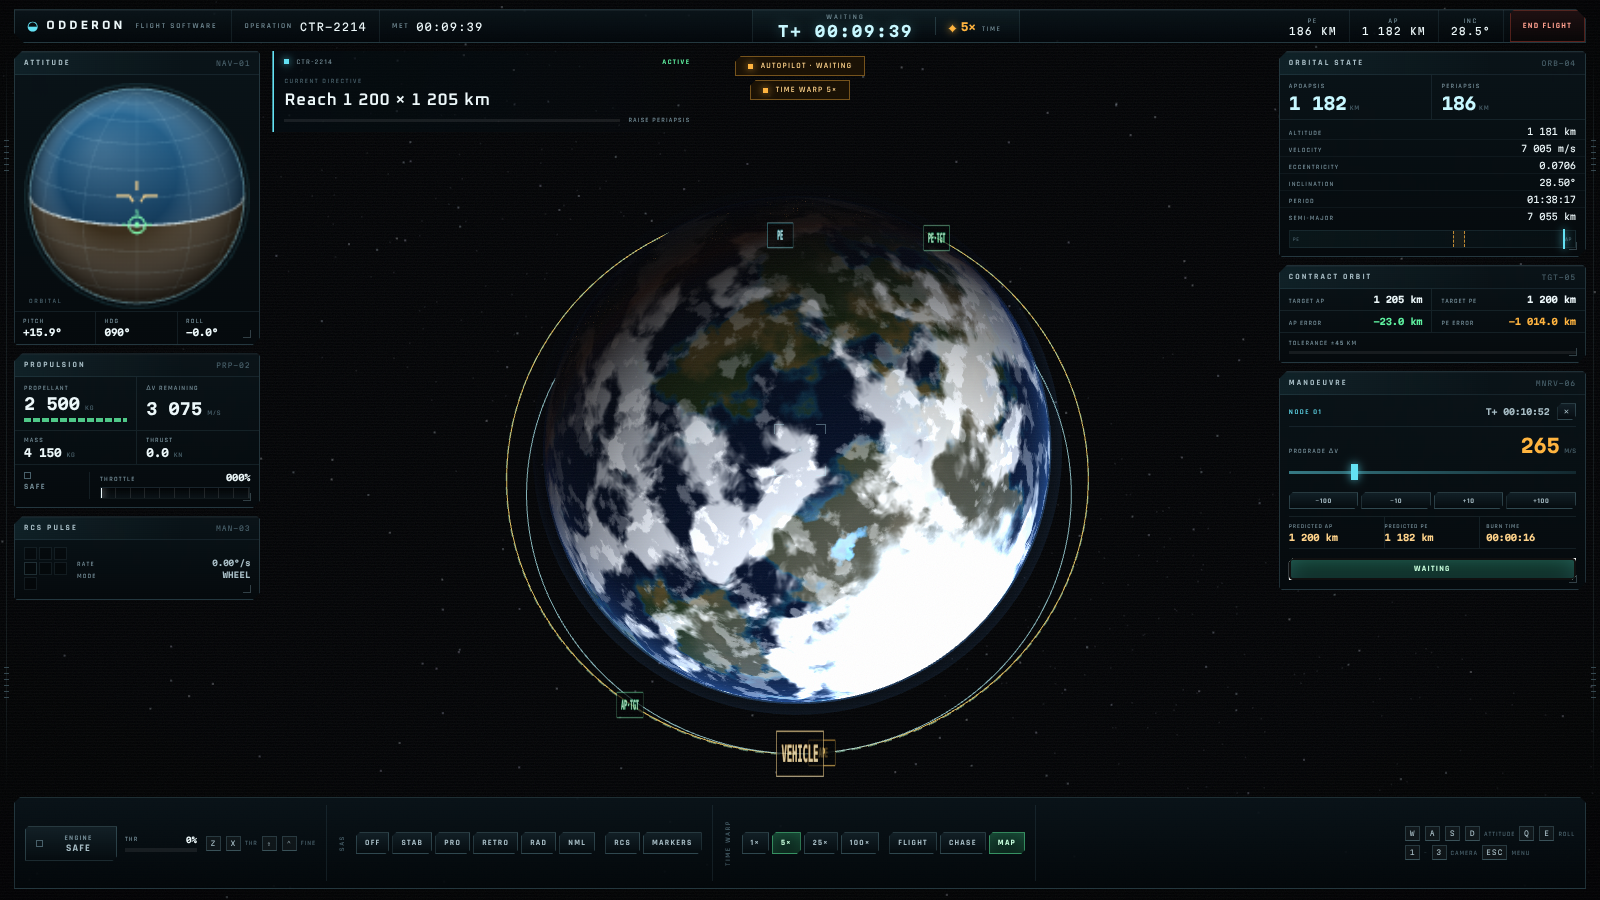 ODDERON FLIGHT SOFTWARE
OPERATION CTR-2214
MET 00:09:39
WAITING
T+ 00:09:39
◆ 5× TIME
PE
186 KM
AP
1 182 KM
INC
28.5°
END FLIGHT
ATTITUDE NAV-01
ORBITAL
PITCH
+15.9°
HDG
090°
ROLL
-0.0°
PROPULSION PRP-02
PROPELLANT
2 500 KG
ΔV REMAINING
3 075 M/S
MASS
4 150 KG
THRUST
0.0 KN
SAFE
THROTTLE 000%
RCS PULSE MAN-03
RATE 0.00°/s
MODE WHEEL
CTR-2214 ACTIVE
CURRENT DIRECTIVE
Reach 1 200 × 1 205 km
RAISE PERIAPSIS
AUTOPILOT · WAITING
TIME WARP 5×
PE
PE-TGT
AP-TGT
VEHICLE
ORBITAL STATE ORB-04
APOAPSIS
1 182 KM
PERIAPSIS
186 KM
ALTITUDE 1 181 km
VELOCITY 7 005 m/s
ECCENTRICITY 0.0706
INCLINATION 28.50°
PERIOD 01:38:17
SEMI-MAJOR 7 055 km
PE
CONTRACT ORBIT TGT-05
TARGET AP 1 205 km
TARGET PE 1 200 km
AP ERROR -23.0 km
PE ERROR -1 014.0 km
TOLERANCE ±45 KM
MANOEUVRE MNRV-06
NODE 01 T+ 00:10:52 ×
PROGRADE ΔV 265 M/S
-100 -10 +10 +100
PREDICTED AP
1 200 km
PREDICTED PE
1 182 km
BURN TIME
00:00:16
WAITING
ENGINE
SAFE
THR 0%
Z X THR ⇧ ^ FINE
SAS
OFF STAB PRO RETRO RAD NML RCS MARKERS
TIME WARP
1× 5× 25× 100× FLIGHT CHASE MAP
W A S D ATTITUDE Q E ROLL
1 - 3 CAMERA ESC MENU